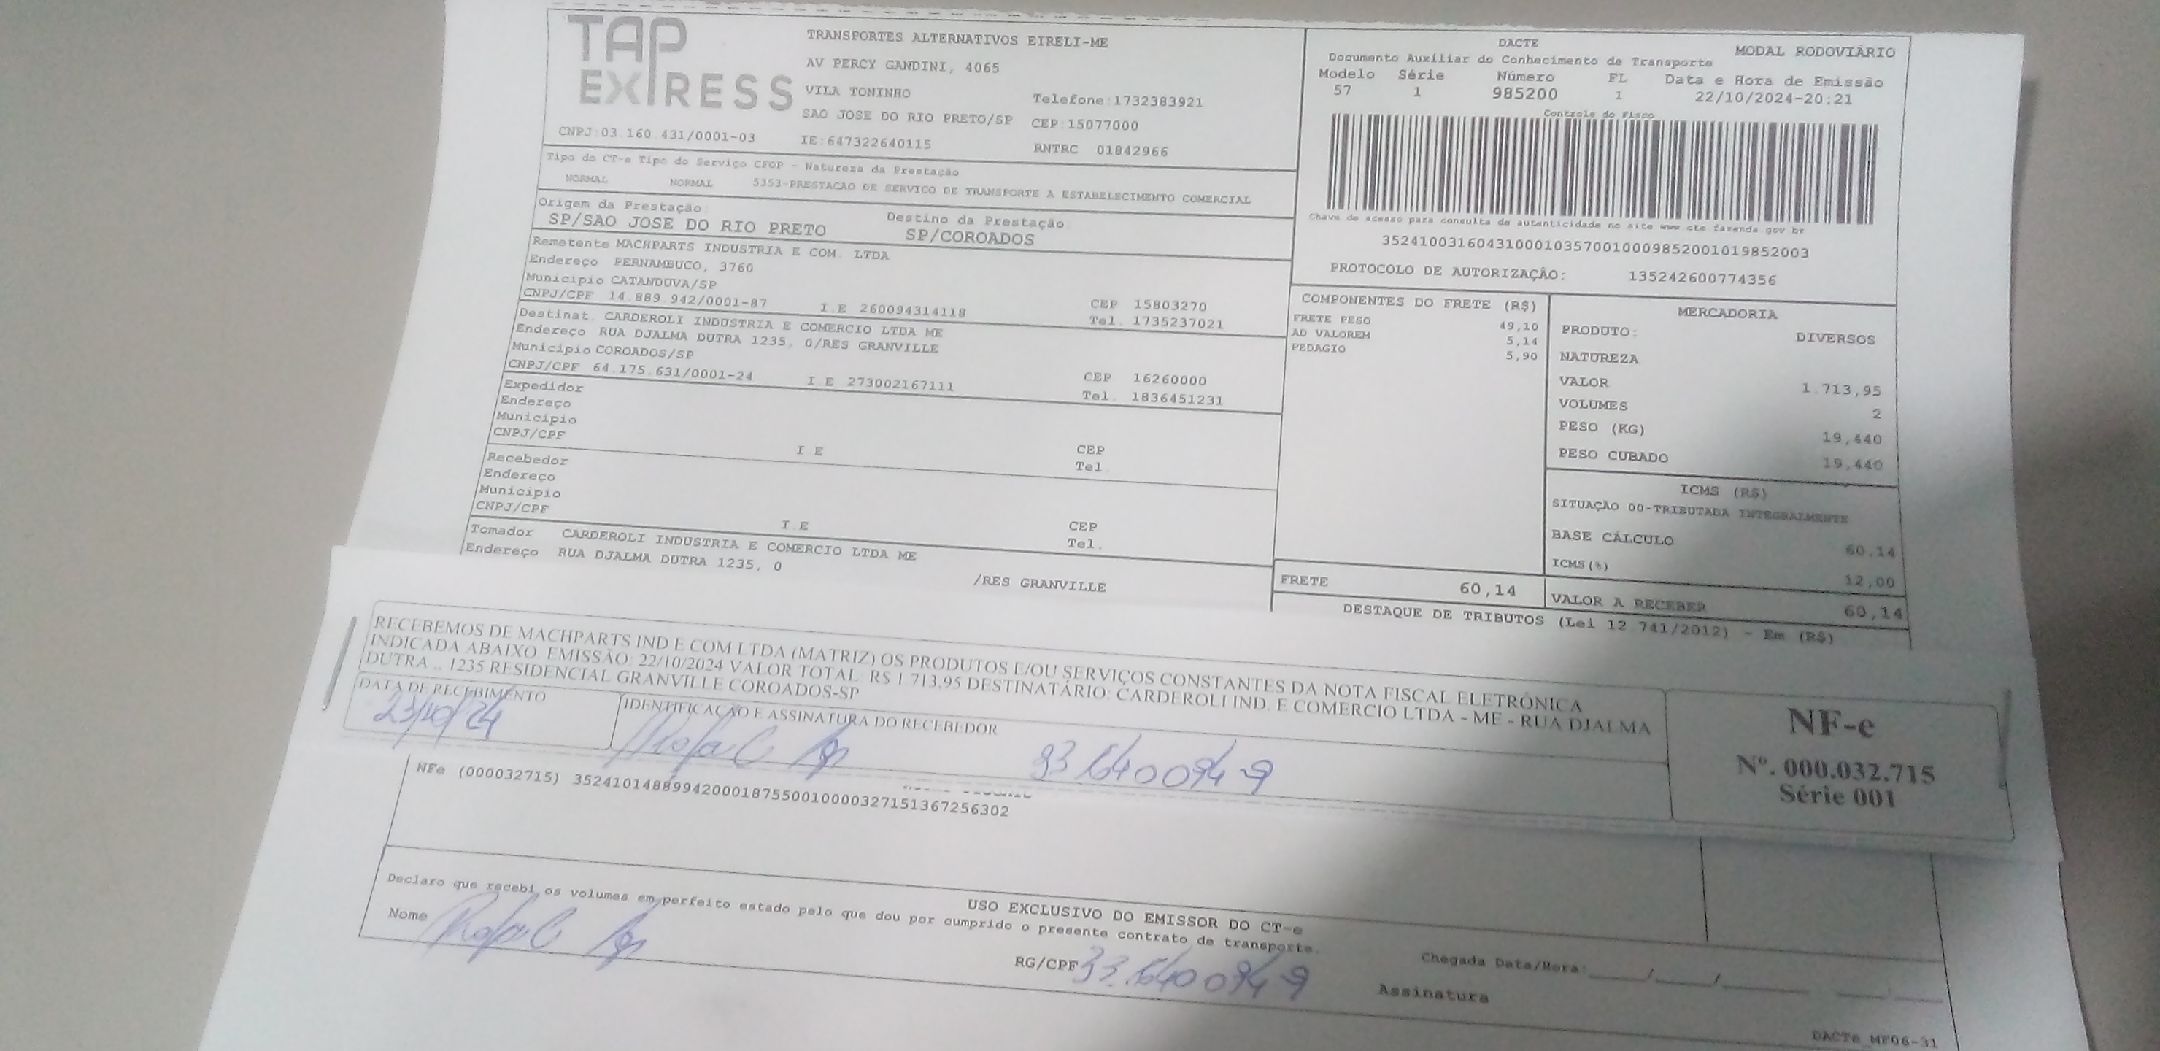 TAP
EXPRESS
TRANSPORTES ALTERNATIVOS EIRELI-ME
AV PERCY GANDINI, 4065
VILA TONINHO
Telefone:1732383921
SAO JOSE DO RIO PRETO/SP CEP:15077000
CNPJ:03.160.431/0001-03 IE:647322640115 RNTRC 01842966
DACTE
MODAL RODOVIÁRIO
Documento Auxiliar do Conhecimento de Transporte
Modelo Série Número FL Data e Hora de Emissão
57 1 985200 1 22/10/2024-20:21
Controle do Fisco
Chave de acesso para consulta de autenticidade no site www.cte.fazenda.gov.br
35241003160431000103570010009852001019852003
PROTOCOLO DE AUTORIZAÇÃO: 135242600774356
Tipo do CT-e Tipo do Serviço CFOP - Natureza da Prestação
NORMAL NORMAL 5353-PRESTACAO DE SERVICO DE TRANSPORTE A ESTABELECIMENTO COMERCIAL
Origem da Prestação Destino da Prestação
SP/SAO JOSE DO RIO PRETO SP/COROADOS
Remetente MACHPARTS INDUSTRIA E COM. LTDA
Endereço PERNAMBUCO, 3760
Município CATANDUVA/SP CEP 15803270
CNPJ/CPF 14.889.942/0001-87 I.E 260094314118 Tel. 1735237021
Destinat. CARDEROLI INDUSTRIA E COMERCIO LTDA ME
Endereço RUA DJALMA DUTRA 1235, 0/RES GRANVILLE
Município COROADOS/SP CEP 16260000
CNPJ/CPF 64.175.631/0001-24 I E 273002167111 Tel. 1836451231
Expedidor
Endereço
Município CEP
CNPJ/CPF I E Tel.
Recebedor
Endereço
Município CEP
CNPJ/CPF I.E Tel.
Tomador CARDEROLI INDUSTRIA E COMERCIO LTDA ME
Endereço RUA DJALMA DUTRA 1235, 0 /RES GRANVILLE
COMPONENTES DO FRETE (R$)
FRETE PESO 49,10
AD VALOREM 5,14
PEDAGIO 5,90
FRETE 60,14
MERCADORIA
PRODUTO: DIVERSOS
NATUREZA
VALOR 1.713,95
VOLUMES 2
PESO (KG) 19,440
PESO CUBADO 19,440
ICMS (R$)
SITUAÇÃO 00-TRIBUTADA INTEGRALMENTE
BASE CÁLCULO 60,14
ICMS(%) 12,00
VALOR A RECEBER 60,14
DESTAQUE DE TRIBUTOS (Lei 12.741/2012) - Em (R$)
RECEBEMOS DE MACHPARTS IND E COM LTDA (MATRIZ) OS PRODUTOS E/OU SERVIÇOS CONSTANTES DA NOTA FISCAL ELETRÔNICA
INDICADA ABAIXO. EMISSÃO: 22/10/2024 VALOR TOTAL: R$ 1.713,95 DESTINATÁRIO: CARDEROLI IND. E COMERCIO LTDA - ME - RUA DJALMA
DUTRA., 1235 RESIDENCIAL GRANVILLE COROADOS-SP
DATA DE RECEBIMENTO IDENTIFICAÇÃO E ASSINATURA DO RECEBEDOR
23/10/24
NF-e
Nº. 000.032.715
Série 001
NFe (000032715) 35241014889942000187550010000327151367256302
USO EXCLUSIVO DO EMISSOR DO CT-e
Declaro que recebi os volumes em perfeito estado pelo que dou por cumprido o presente contrato de transporte.
Nome RG/CPF Chegada Data/Hora:
Assinatura
DACTe_MF06-31